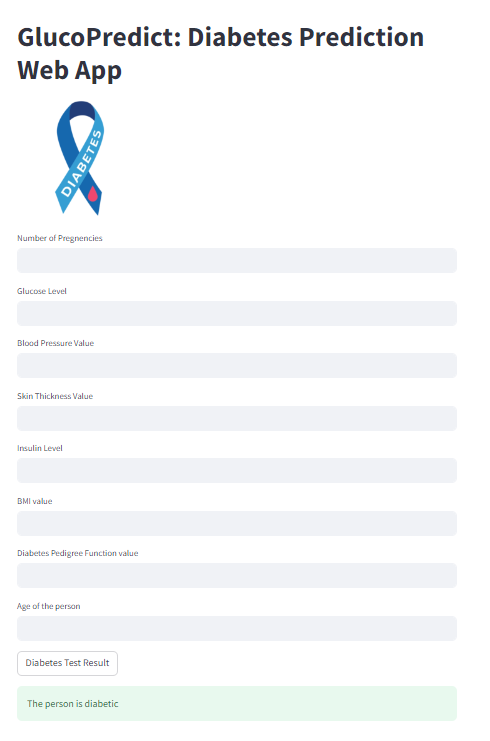 GlucoPredict: Diabetes Prediction
Web App
DIABETES
Number of Pregnencies
Glucose Level
Blood Pressure Value
Skin Thickness Value
Insulin Level
BMI value
Diabetes Pedigree Function value
Age of the person
Diabetes Test Result
The person is diabetic